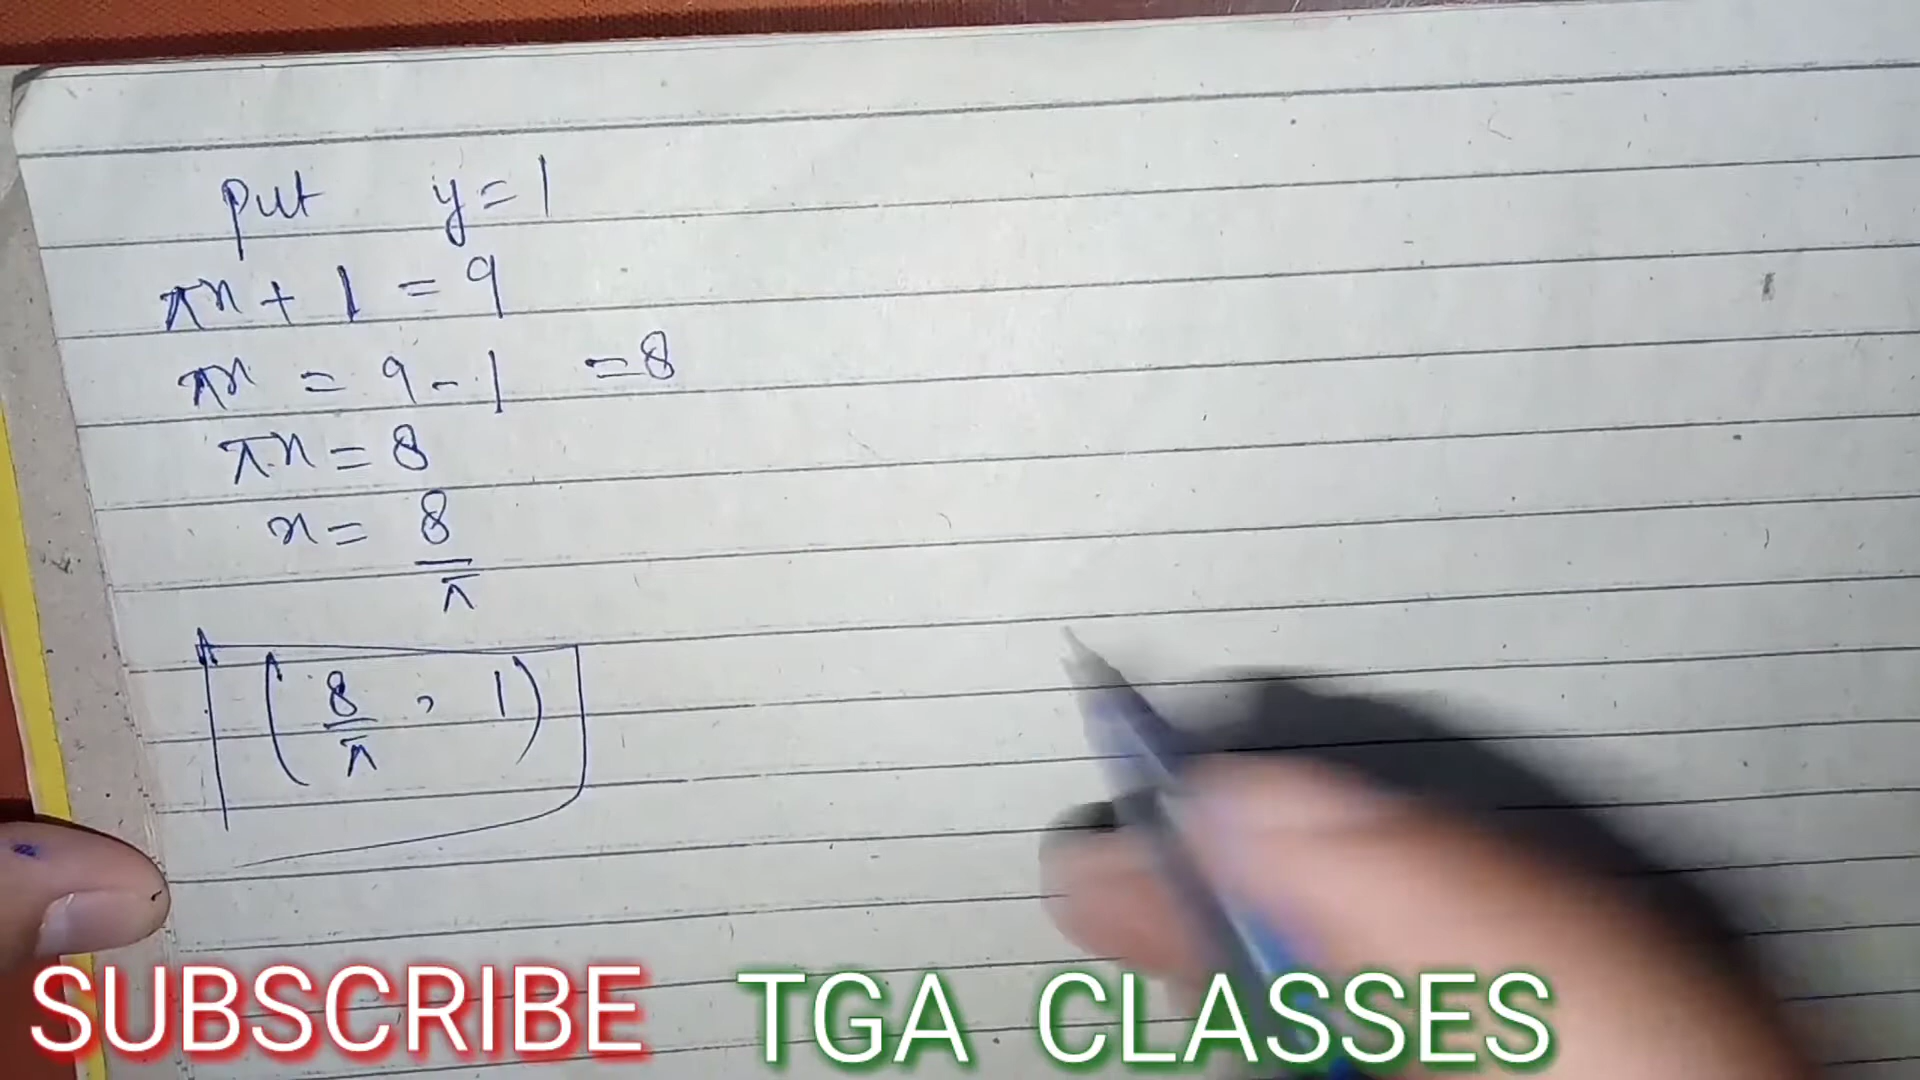 put y = 1
πx + 1 = 9
πx = 9 - 1 = 8
πx = 8
x = 8/π
(8/π , 1)
SUBSCRIBE TGA CLASSES